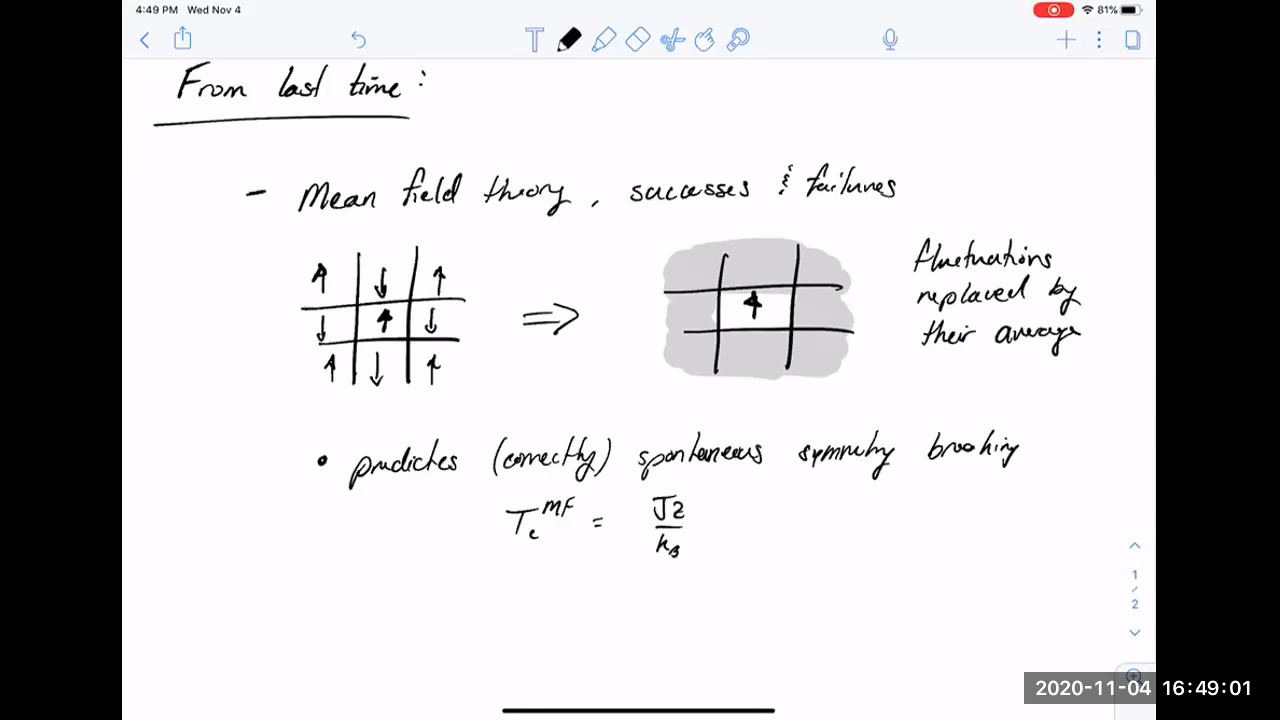 4:49 PM Wed Nov 4
81%
T
From last time:
- Mean field theory, successes & failures
fluctuations
replaced by
their average
• predictes (correctly) spontaneous symmetry breaking
T_c^MF = Jz / k_B
1
/
2
2020-11-04 16:49:01